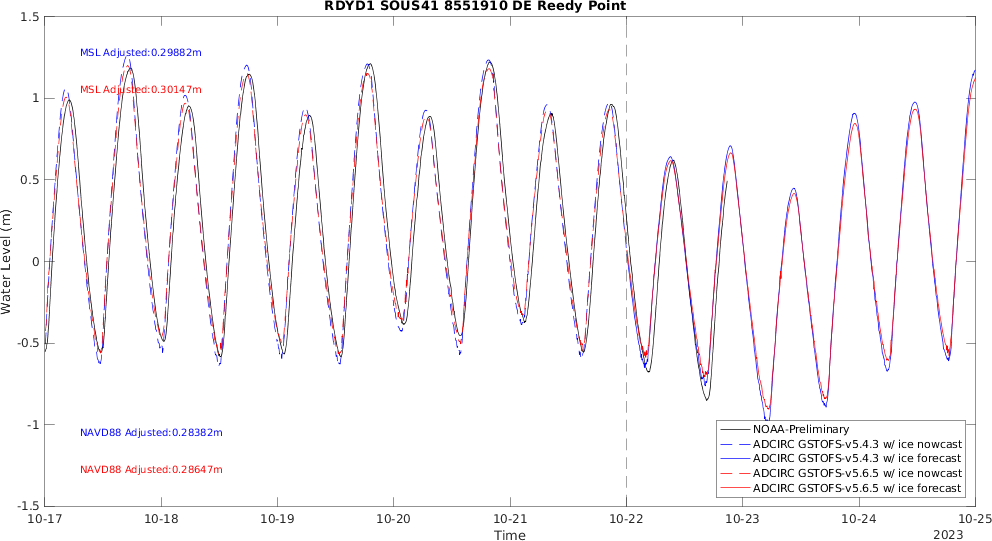 RDYD1 SOUS41 8551910 DE Reedy Point
1.5
1
0.5
0
-0.5
-1
-1.5
Water Level (m)
MSL Adjusted:0.29882m
MSL Adjusted:0.30147m
NAVD88 Adjusted:0.28382m
NAVD88 Adjusted:0.28647m
NOAA-Preliminary
ADCIRC GSTOFS-v5.4.3 w/ ice nowcast
ADCIRC GSTOFS-v5.4.3 w/ ice forecast
ADCIRC GSTOFS-v5.6.5 w/ ice nowcast
ADCIRC GSTOFS-v5.6.5 w/ ice forecast
10-17 10-18 10-19 10-20 10-21 10-22 10-23 10-24 10-25
Time
2023